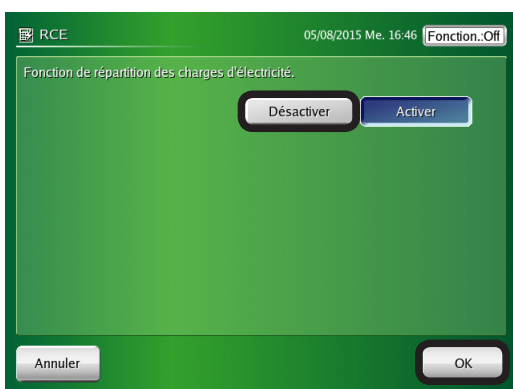 RCE
05/08/2015 Me. 16:46 Fonction.:Off
Fonction de répartition des charges d'électricité.
Désactiver Activer
Annuler OK